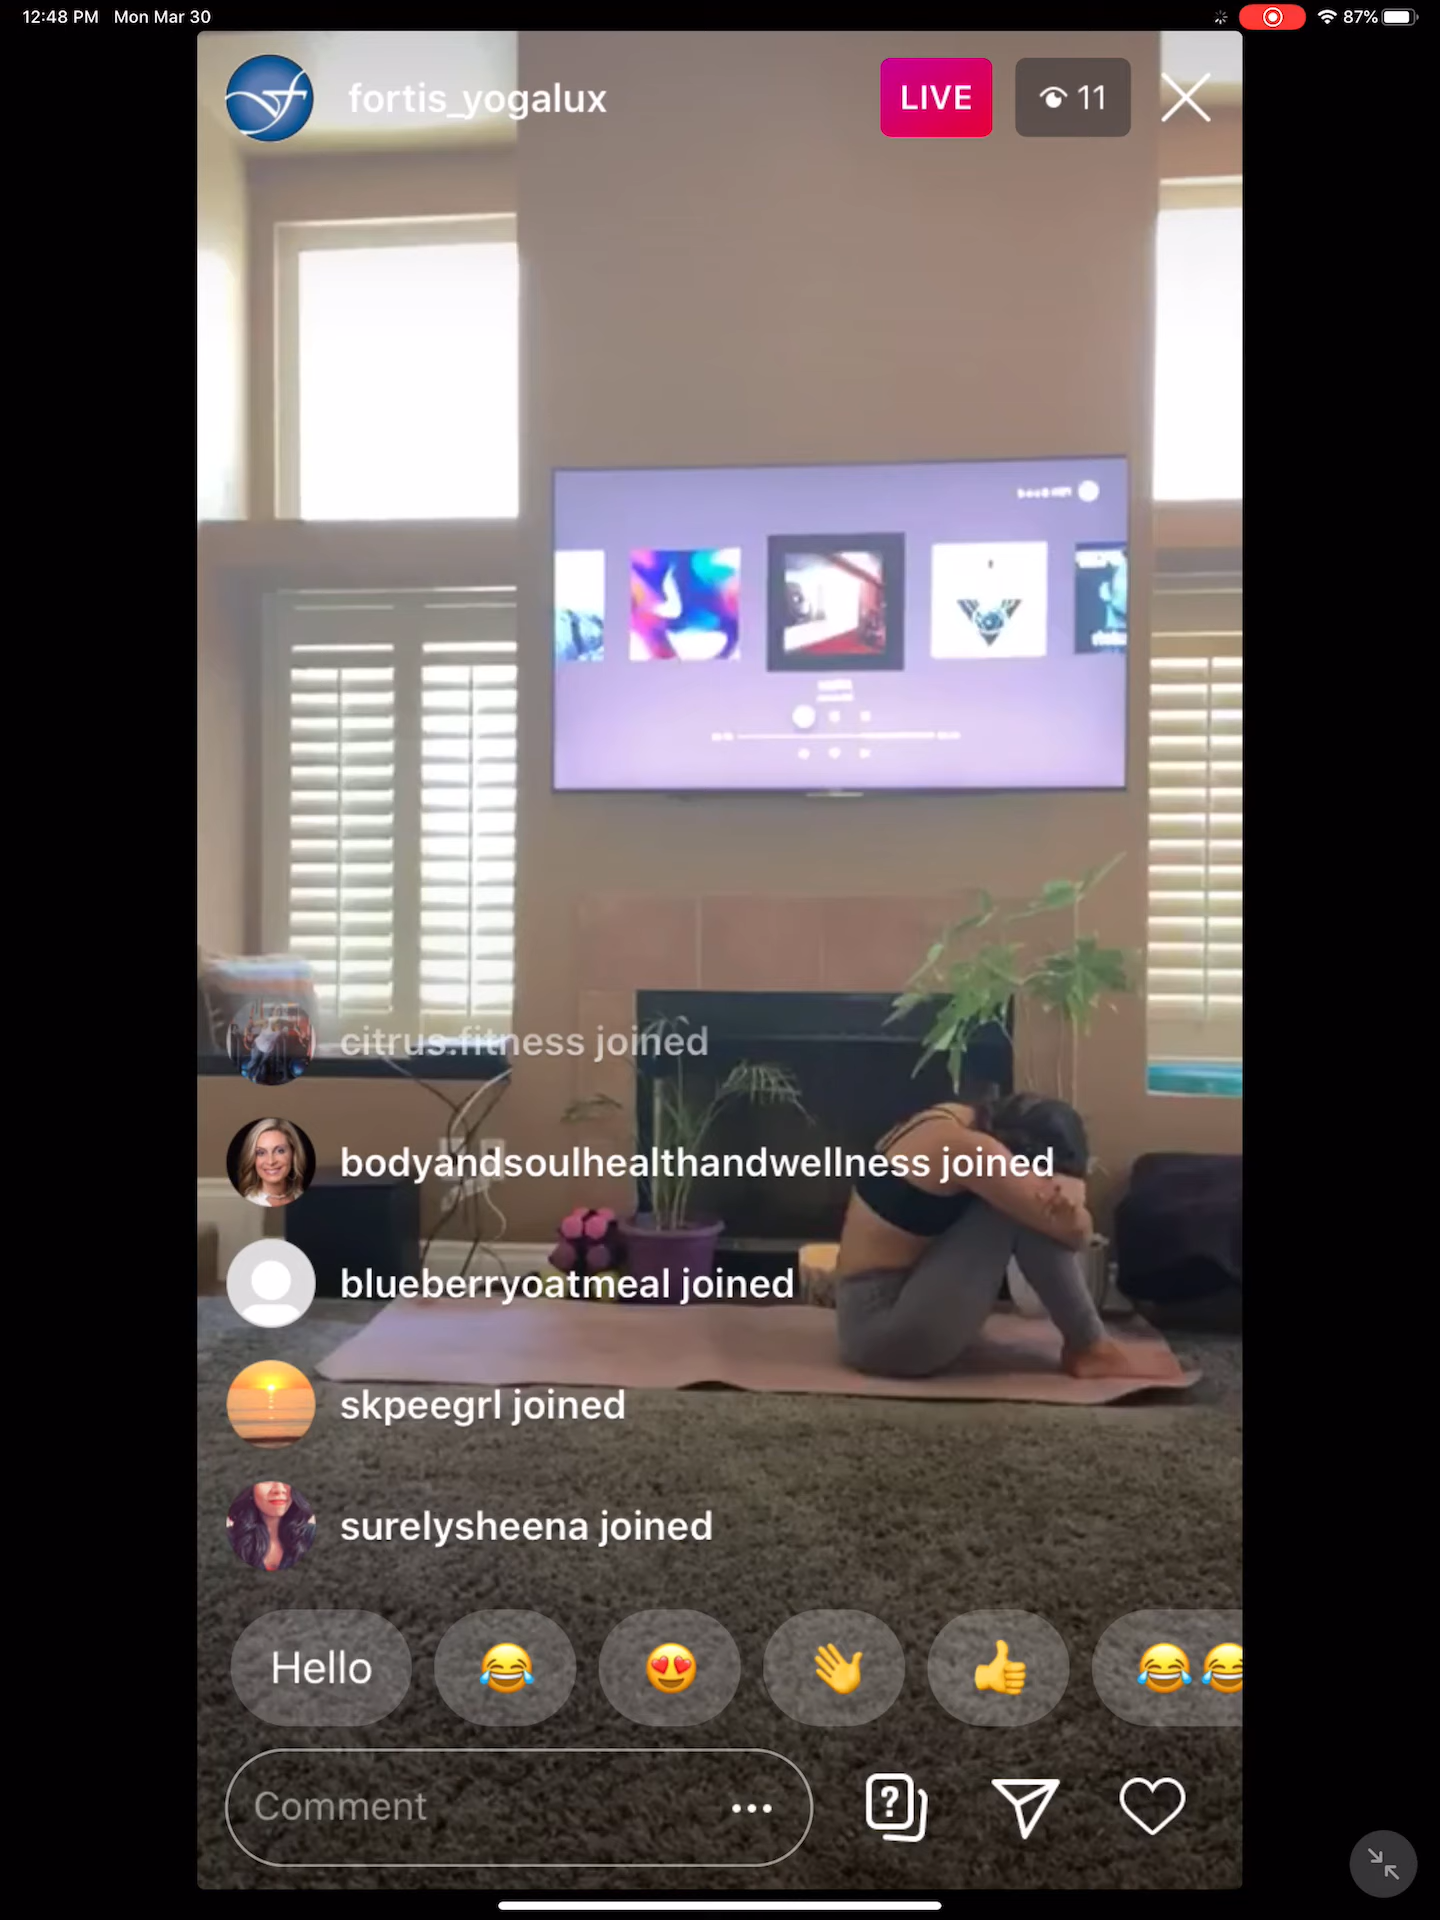 12:48 PM Mon Mar 30
87%
fortis_yogalux
LIVE
11
citrus.fitness joined
bodyandsoulhealthandwellness joined
blueberryoatmeal joined
skpeegrl joined
surelysheena joined
Hello
Comment